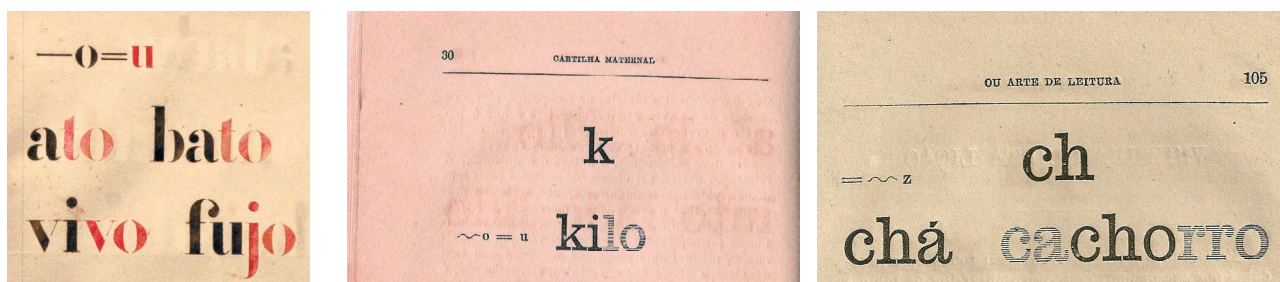 —o=u
ato bato
vivo fujo
30 CARTILHA MATERNAL
k
~~o = u kilo
OU ARTE DE LEITURA 105
ch
=~~ z
chá cachorro